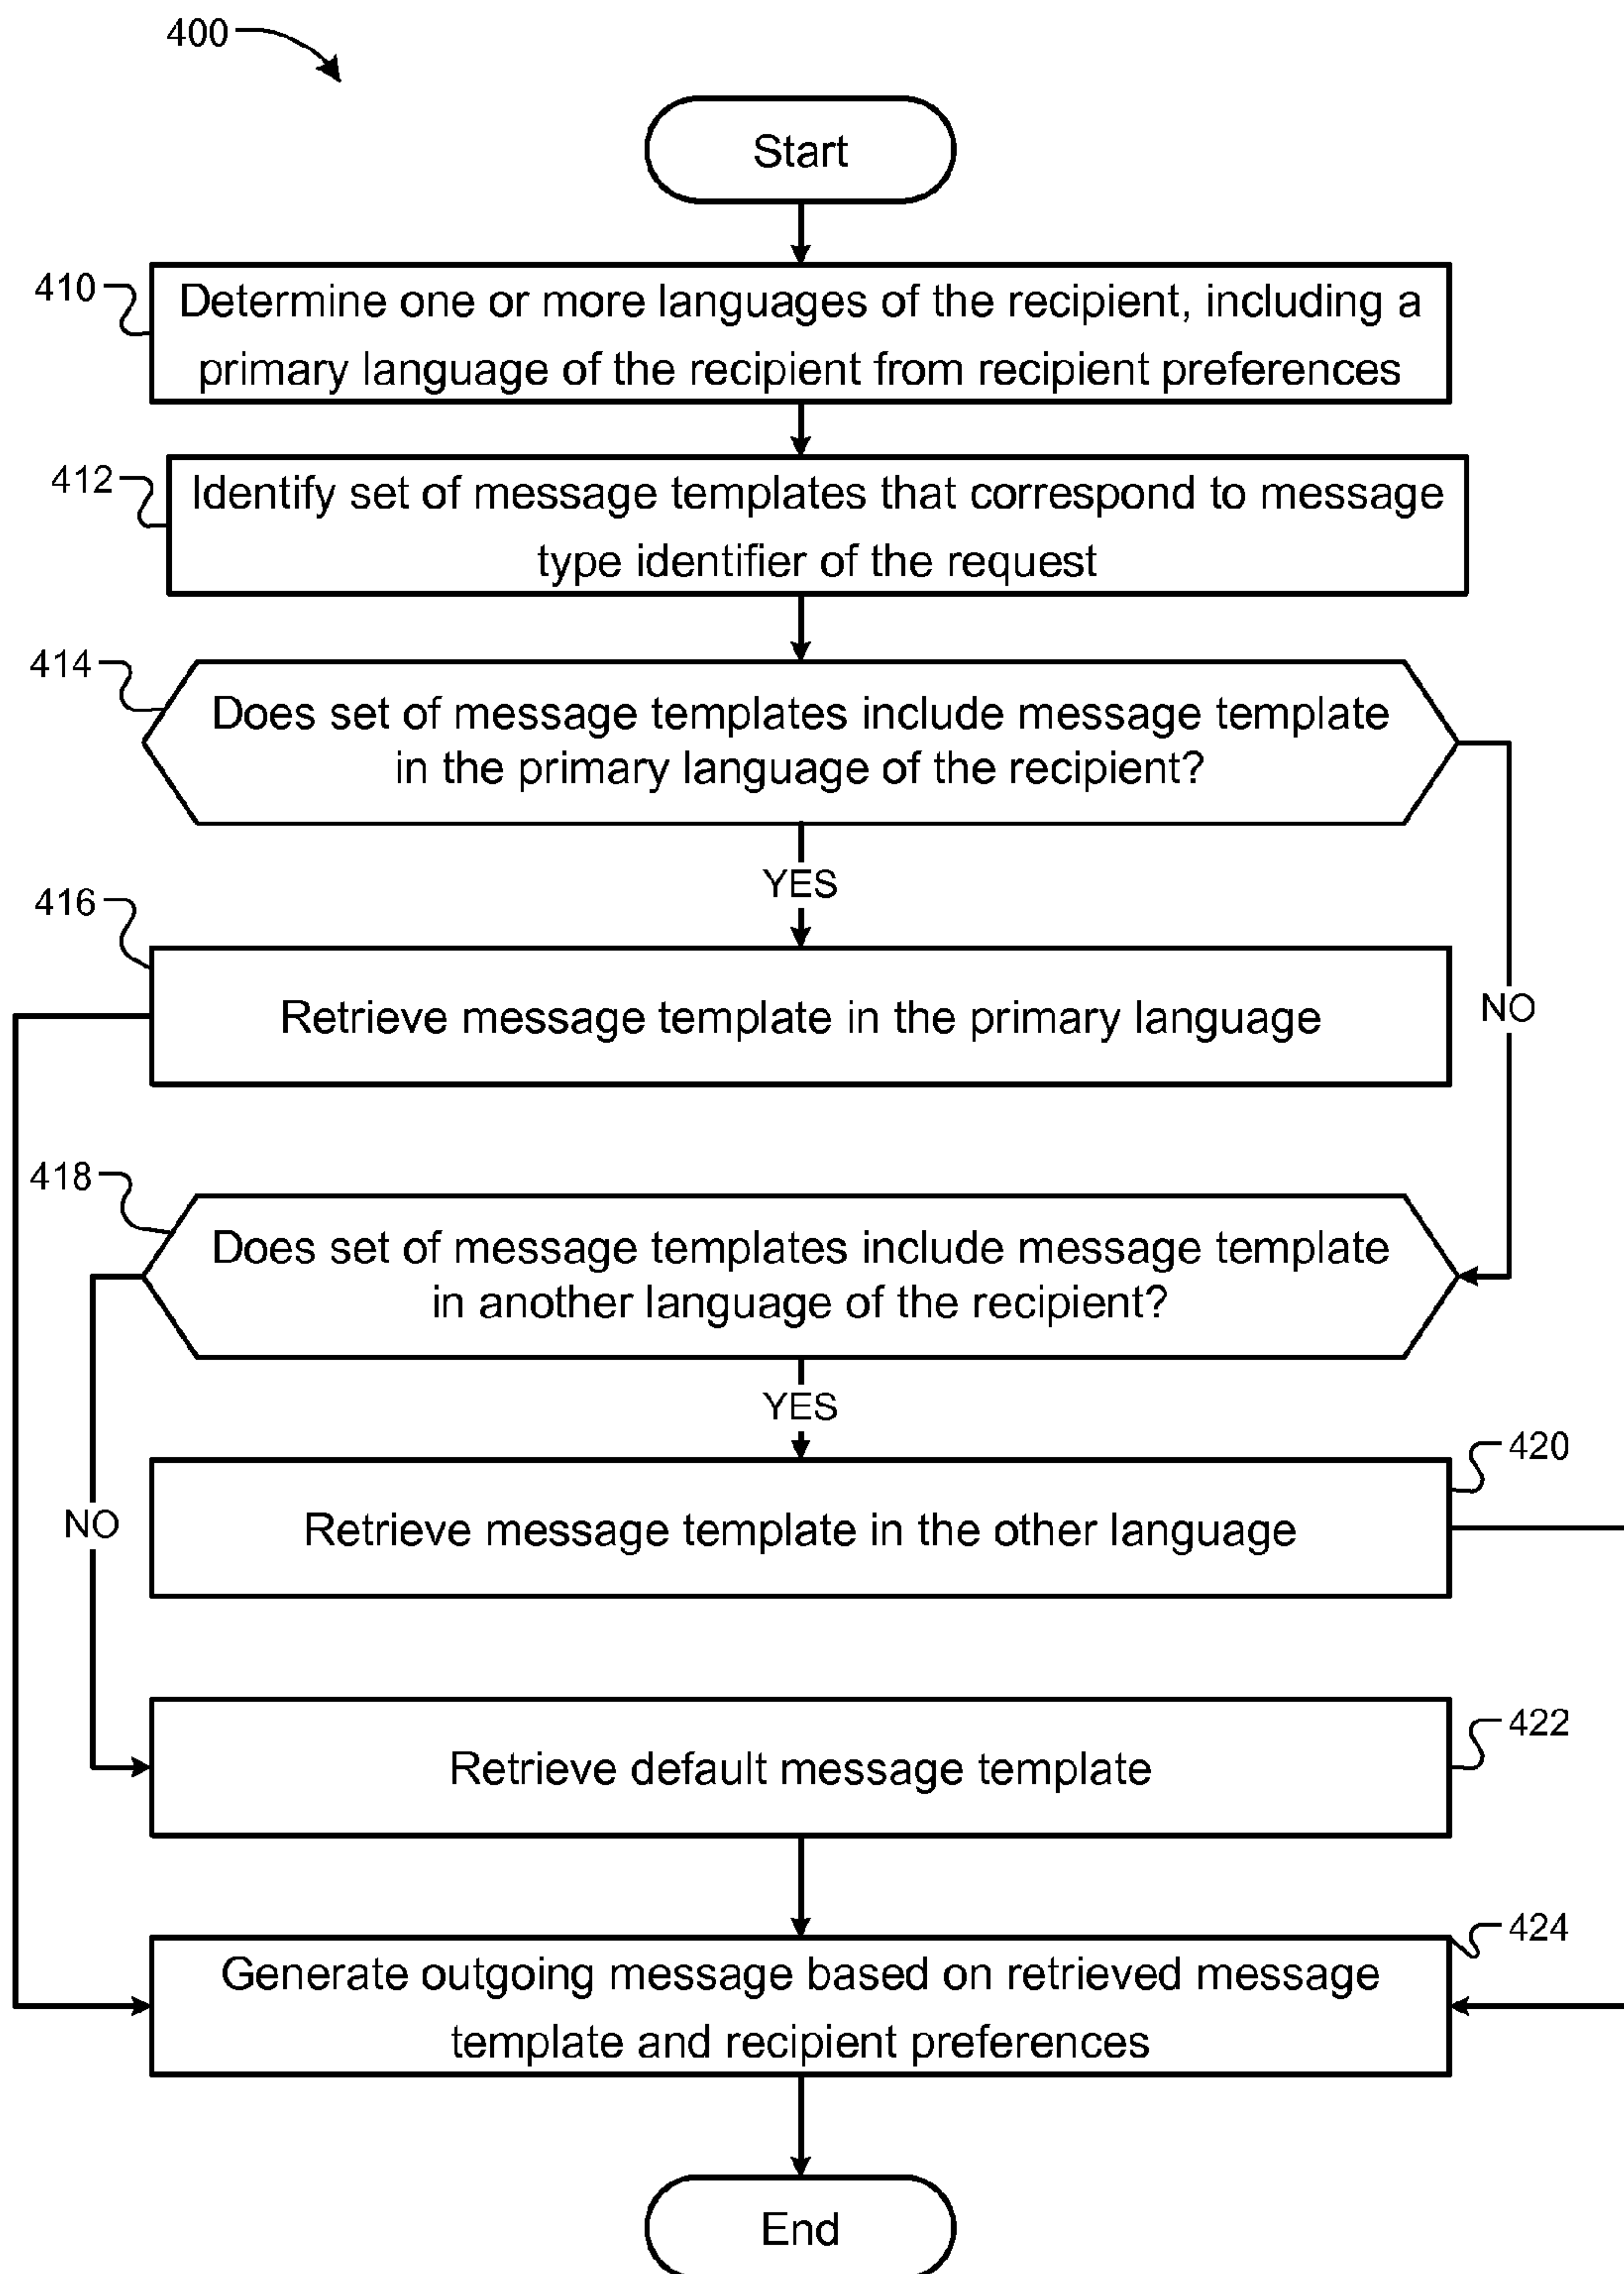 400
Start
410
Determine one or more languages of the recipient, including a
primary language of the recipient from recipient preferences
412
Identify set of message templates that correspond to message
type identifier of the request
414
Does set of message templates include message template
in the primary language of the recipient?
YES
416
Retrieve message template in the primary language
NO
418
Does set of message templates include message template
in another language of the recipient?
YES
420
Retrieve message template in the other language
NO
422
Retrieve default message template
424
Generate outgoing message based on retrieved message
template and recipient preferences
End